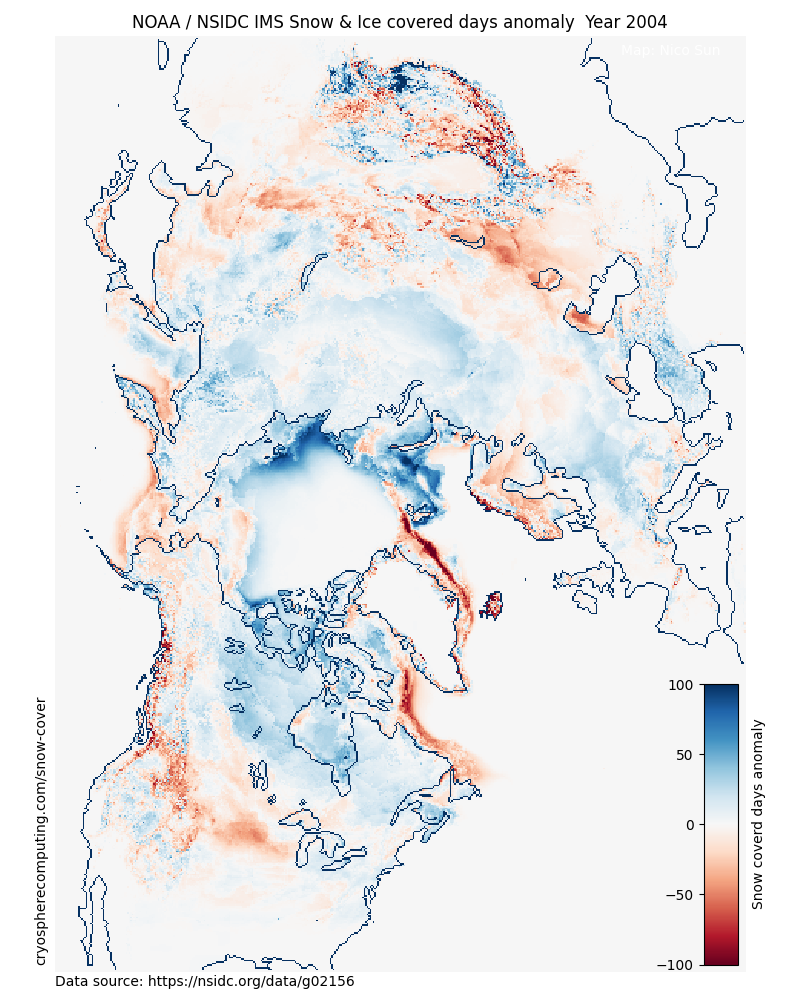 NOAA / NSIDC IMS Snow & Ice covered days anomaly  Year 2004
Map: Nico Sun
cryospherecomputing.com/snow-cover
100
50
0
−50
−100
Snow coverd days anomaly
Data source: https://nsidc.org/data/g02156